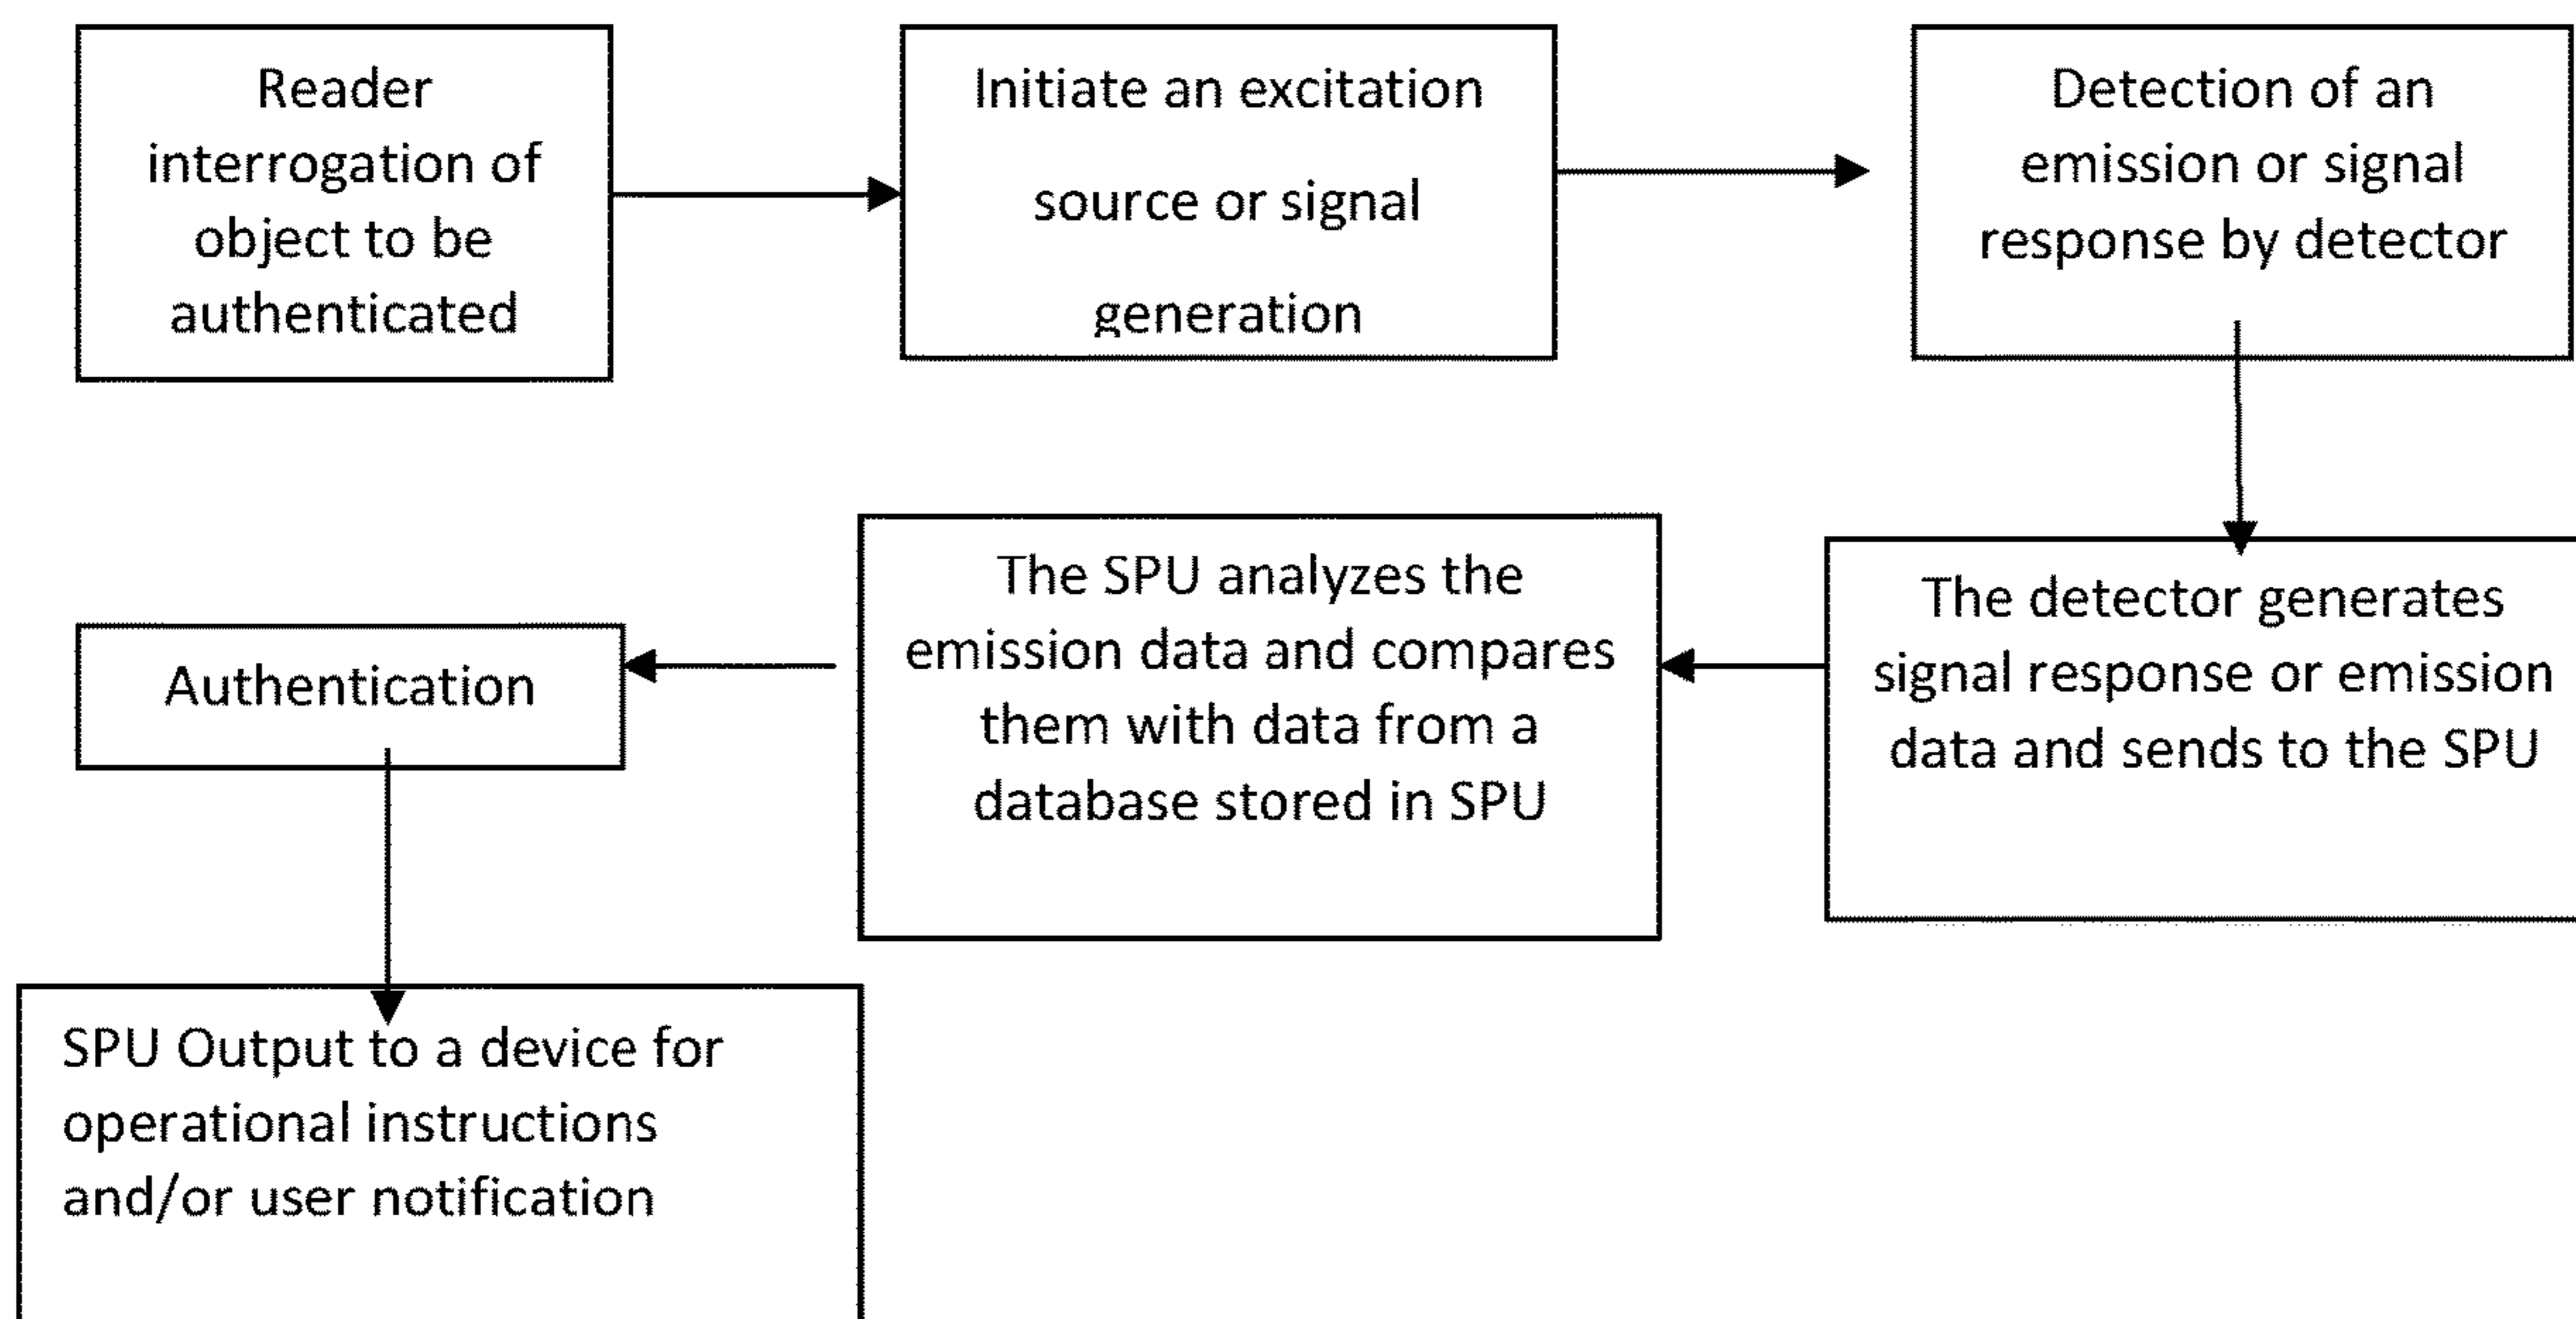 Reader
interrogation of
object to be
authenticated
Initiate an excitation
source or signal
generation
Detection of an
emission or signal
response by detector
The detector generates
signal response or emission
data and sends to the SPU
The SPU analyzes the
emission data and compares
them with data from a
database stored in SPU
Authentication
SPU Output to a device for
operational instructions
and/or user notification